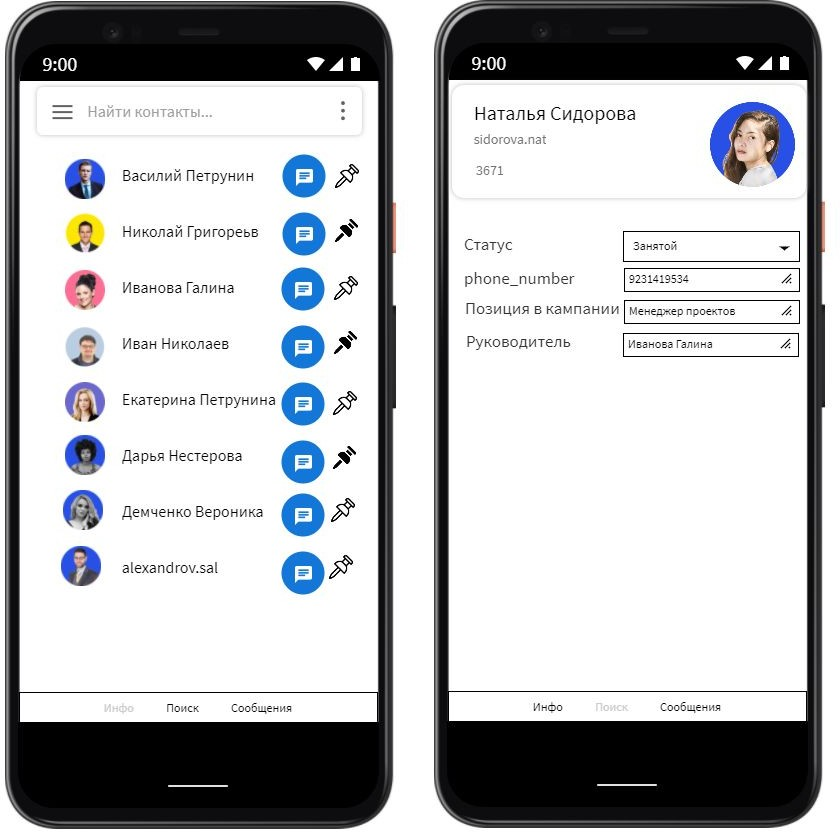 9:00
Найти контакты...
Василий Петрунин
Николай Григореьв
Иванова Галина
Иван Николаев
Екатерина Петрунина
Дарья Нестерова
Демченко Вероника
alexandrov.sal
Инфо Поиск Сообщения
9:00
Наталья Сидорова
sidorova.nat
3671
Статус Занятой
phone_number 9231419534
Позиция в кампании Менеджер проектов
Руководитель Иванова Галина
Инфо Поиск Сообщения